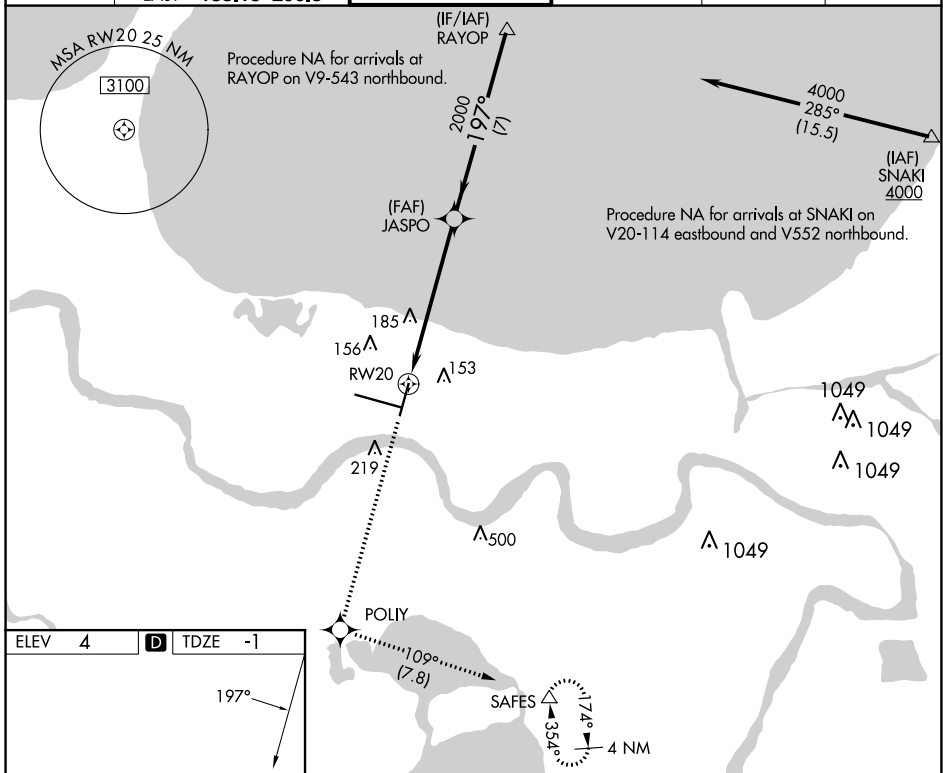 MSA RW20 25 NM
3100
Procedure NA for arrivals at
RAYOP on V9-543 northbound.
(IF/IAF)
RAYOP
2000
197°
(7)
4000
285°
(15.5)
(IAF)
SNAKI
4000
(FAF)
JASPO
Procedure NA for arrivals at SNAKI on
V20-114 eastbound and V552 northbound.
185
156
153
RW20
219
500
1049
1049
1049
1049
POLIY
109°
(7.8)
SAFES
174°
354°
4 NM
ELEV 4 D TDZE -1
197°